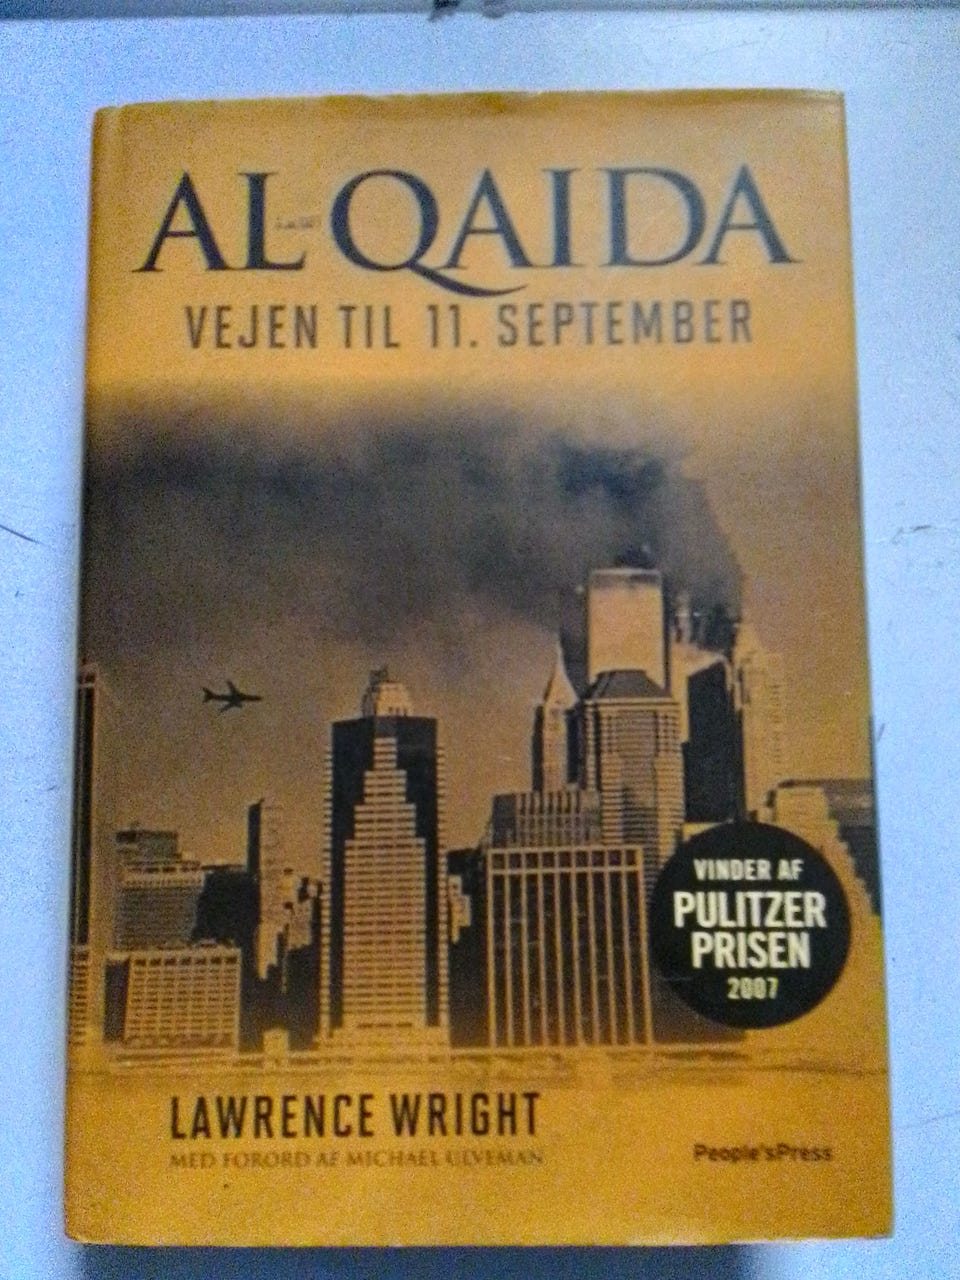 AL QAIDA
VEJEN TIL 11. SEPTEMBER
VINDER AF
PULITZER
PRISEN
2007
LAWRENCE WRIGHT
MED FORORD AF MICHAEL ULVEMAN
People'sPress